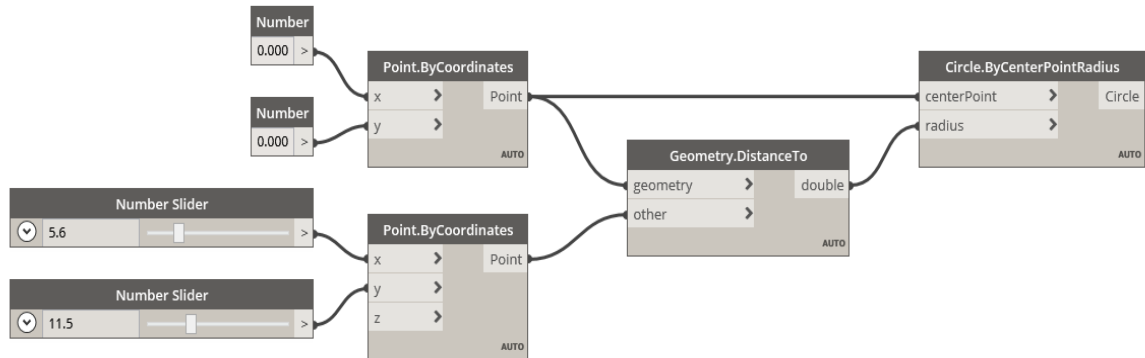 Number
0.000 >
Number
0.000 >
Number Slider
5.6 >
Number Slider
11.5 >
Point.ByCoordinates
x > Point
y >
AUTO
Point.ByCoordinates
x > Point
y >
z >
AUTO
Geometry.DistanceTo
geometry > double
other >
AUTO
Circle.ByCenterPointRadius
centerPoint > Circle
radius >
AUTO